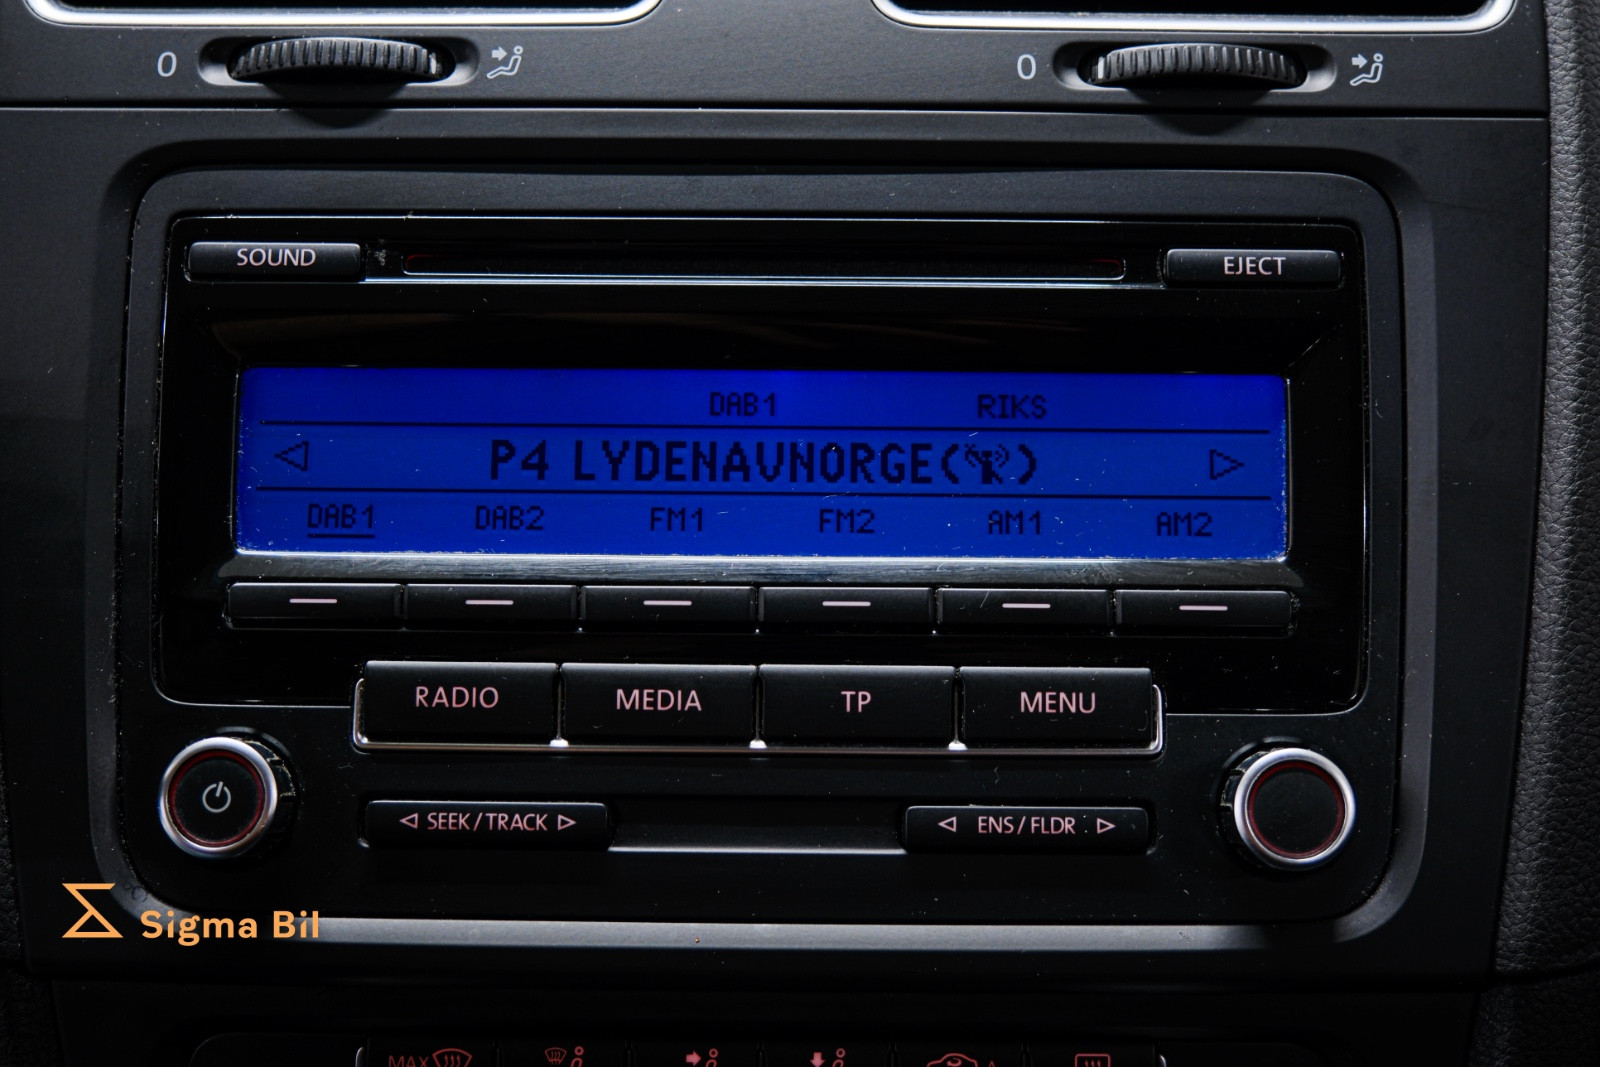 0
0
SOUND
EJECT
DAB1 RIKS
P4 LYDENAVNORGE( )
DAB1 DAB2 FM1 FM2 AM1 AM2
RADIO MEDIA TP MENU
SEEK/TRACK
ENS/FLDR
Sigma Bil
MAX